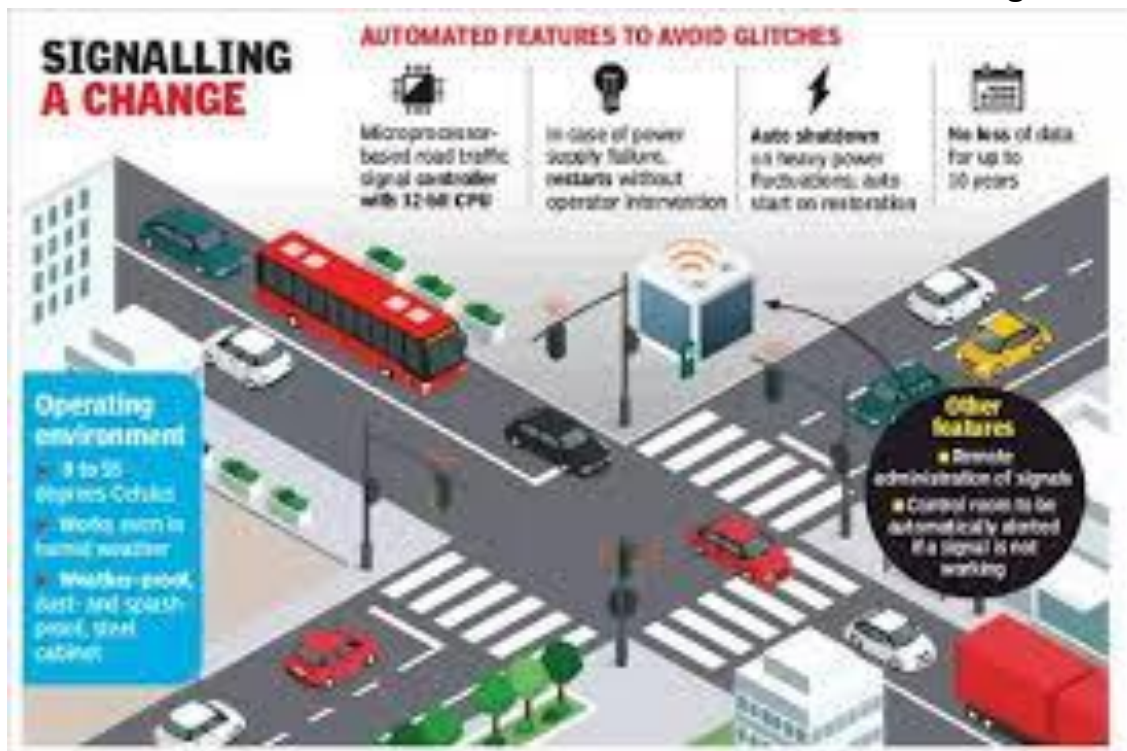 SIGNALLING
A CHANGE
AUTOMATED FEATURES TO AVOID GLITCHES
Microprocessor-
based road traffic
signal controller
with 32-bit CPU
In case of power
supply failure,
restarts without
operator intervention
Auto shutdown
on heavy power
fluctuations; auto
start on restoration
No loss of data
for up to
10 years
Operating
environment
to 55
degrees Celsius
Works even in
humid weather
Weather-proof,
dust- and splash-
proof, steel
cabinet
Other
features
Remote
administration of signals
Control room to be
automatically alerted
if a signal is not
working